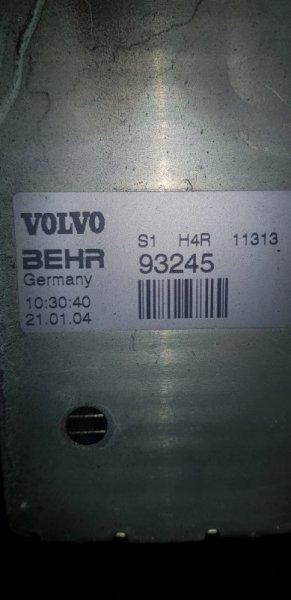 VOLVO
S1 H4R 11313
BEHR
93245
Germany
10:30:40
21.01.04